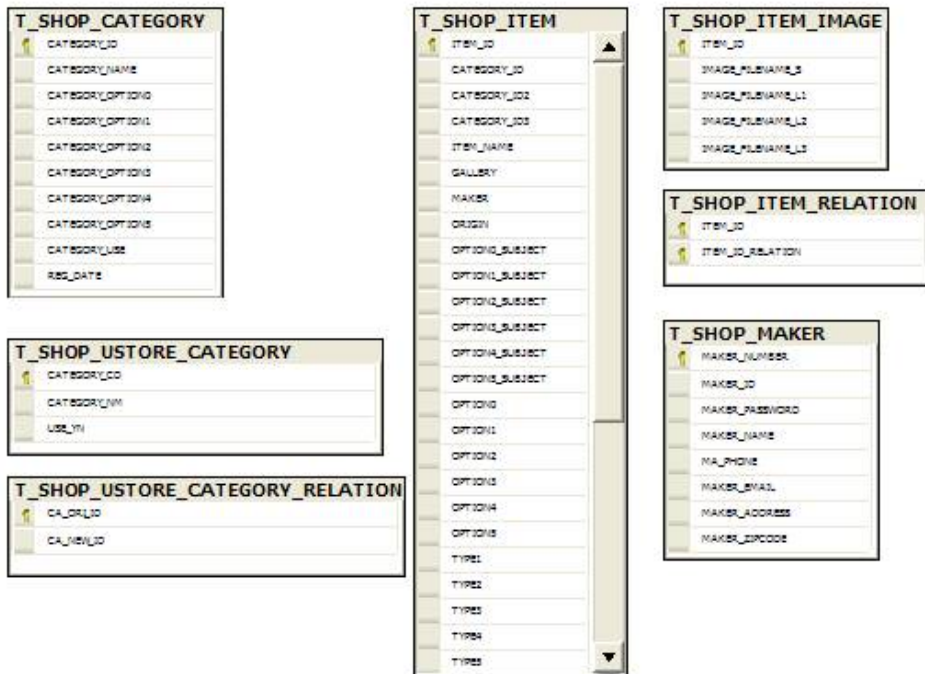 T_SHOP_CATEGORY
CATEGORY_ID
CATEGORY_NAME
CATEGORY_OPTION0
CATEGORY_OPTION1
CATEGORY_OPTION2
CATEGORY_OPTION3
CATEGORY_OPTION4
CATEGORY_OPTION5
CATEGORY_USE
REG_DATE
T_SHOP_USTORE_CATEGORY
CATEGORY_CD
CATEGORY_NM
USE_YN
T_SHOP_USTORE_CATEGORY_RELATION
CA_ORI_ID
CA_NEW_ID
T_SHOP_ITEM
ITEM_ID
CATEGORY_ID
CATEGORY_ID2
CATEGORY_ID3
ITEM_NAME
GALLERY
MAKER
ORIGIN
OPTION0_SUBJECT
OPTION1_SUBJECT
OPTION2_SUBJECT
OPTION3_SUBJECT
OPTION4_SUBJECT
OPTION5_SUBJECT
OPTION0
OPTION1
OPTION2
OPTION3
OPTION4
OPTION5
TYPE1
TYPE2
TYPE3
TYPE4
TYPE5
T_SHOP_ITEM_IMAGE
ITEM_ID
IMAGE_FILENAME_S
IMAGE_FILENAME_L1
IMAGE_FILENAME_L2
IMAGE_FILENAME_L3
T_SHOP_ITEM_RELATION
ITEM_ID
ITEM_ID_RELATION
T_SHOP_MAKER
MAKER_NUMBER
MAKER_ID
MAKER_PASSWORD
MAKER_NAME
MA_PHONE
MAKER_EMAIL
MAKER_ADDRESS
MAKER_ZIPCODE